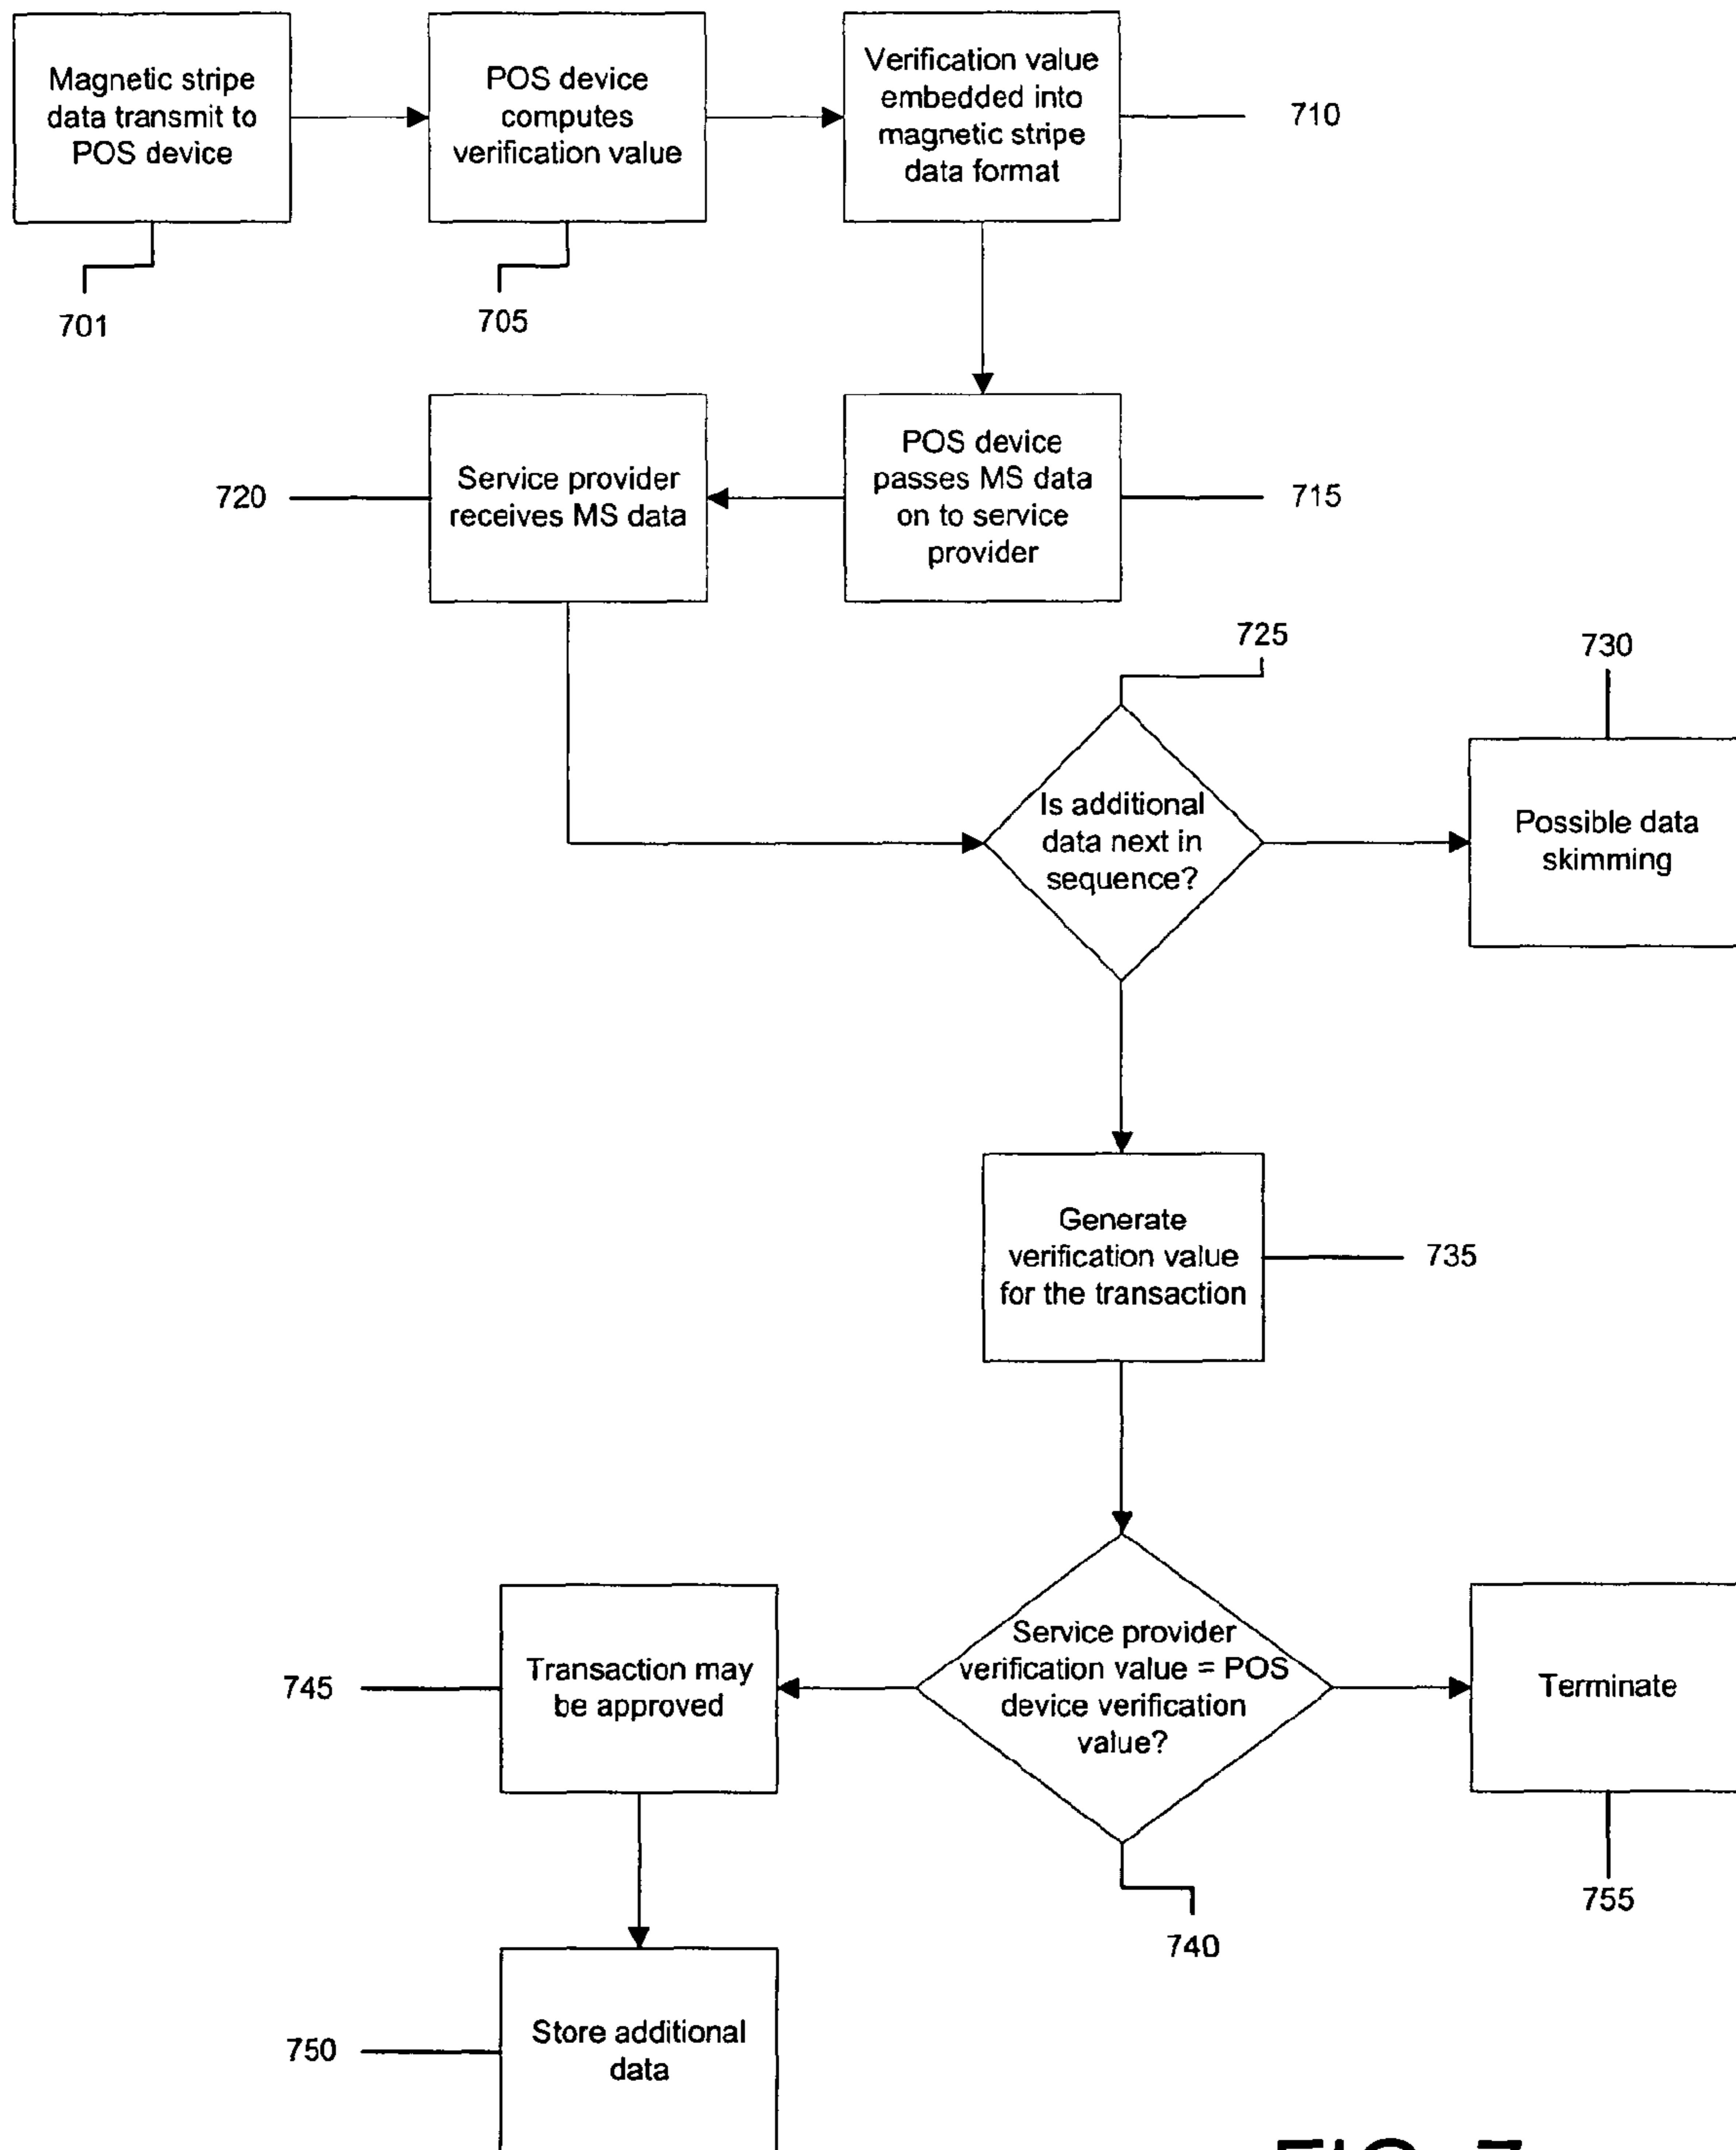 Magnetic stripe
data transmit to
POS device
701
POS device
computes
verification value
705
Verification value
embedded into
magnetic stripe
data format
710
POS device
passes MS data
on to service
provider
715
Service provider
receives MS data
720
725
Is additional
data next in
sequence?
730
Possible data
skimming
Generate
verification value
for the transaction
735
Service provider
verification value = POS
device verification
value?
740
Transaction may
be approved
745
Terminate
755
Store additional
data
750